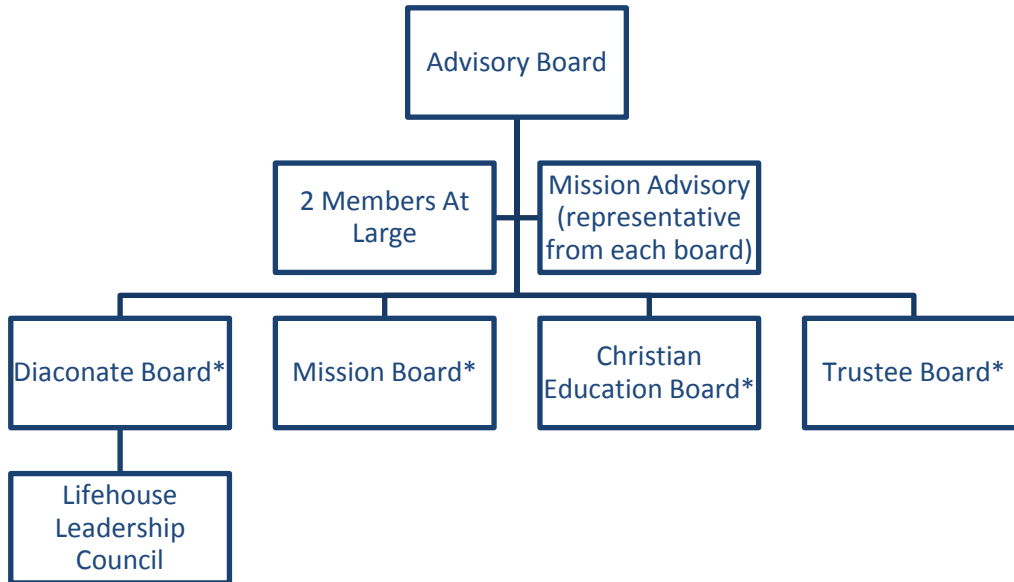 Advisory Board
2 Members At
Large
Mission Advisory
(representative
from each board)
Diaconate Board*
Mission Board*
Christian
Education Board*
Trustee Board*
Lifehouse
Leadership
Council